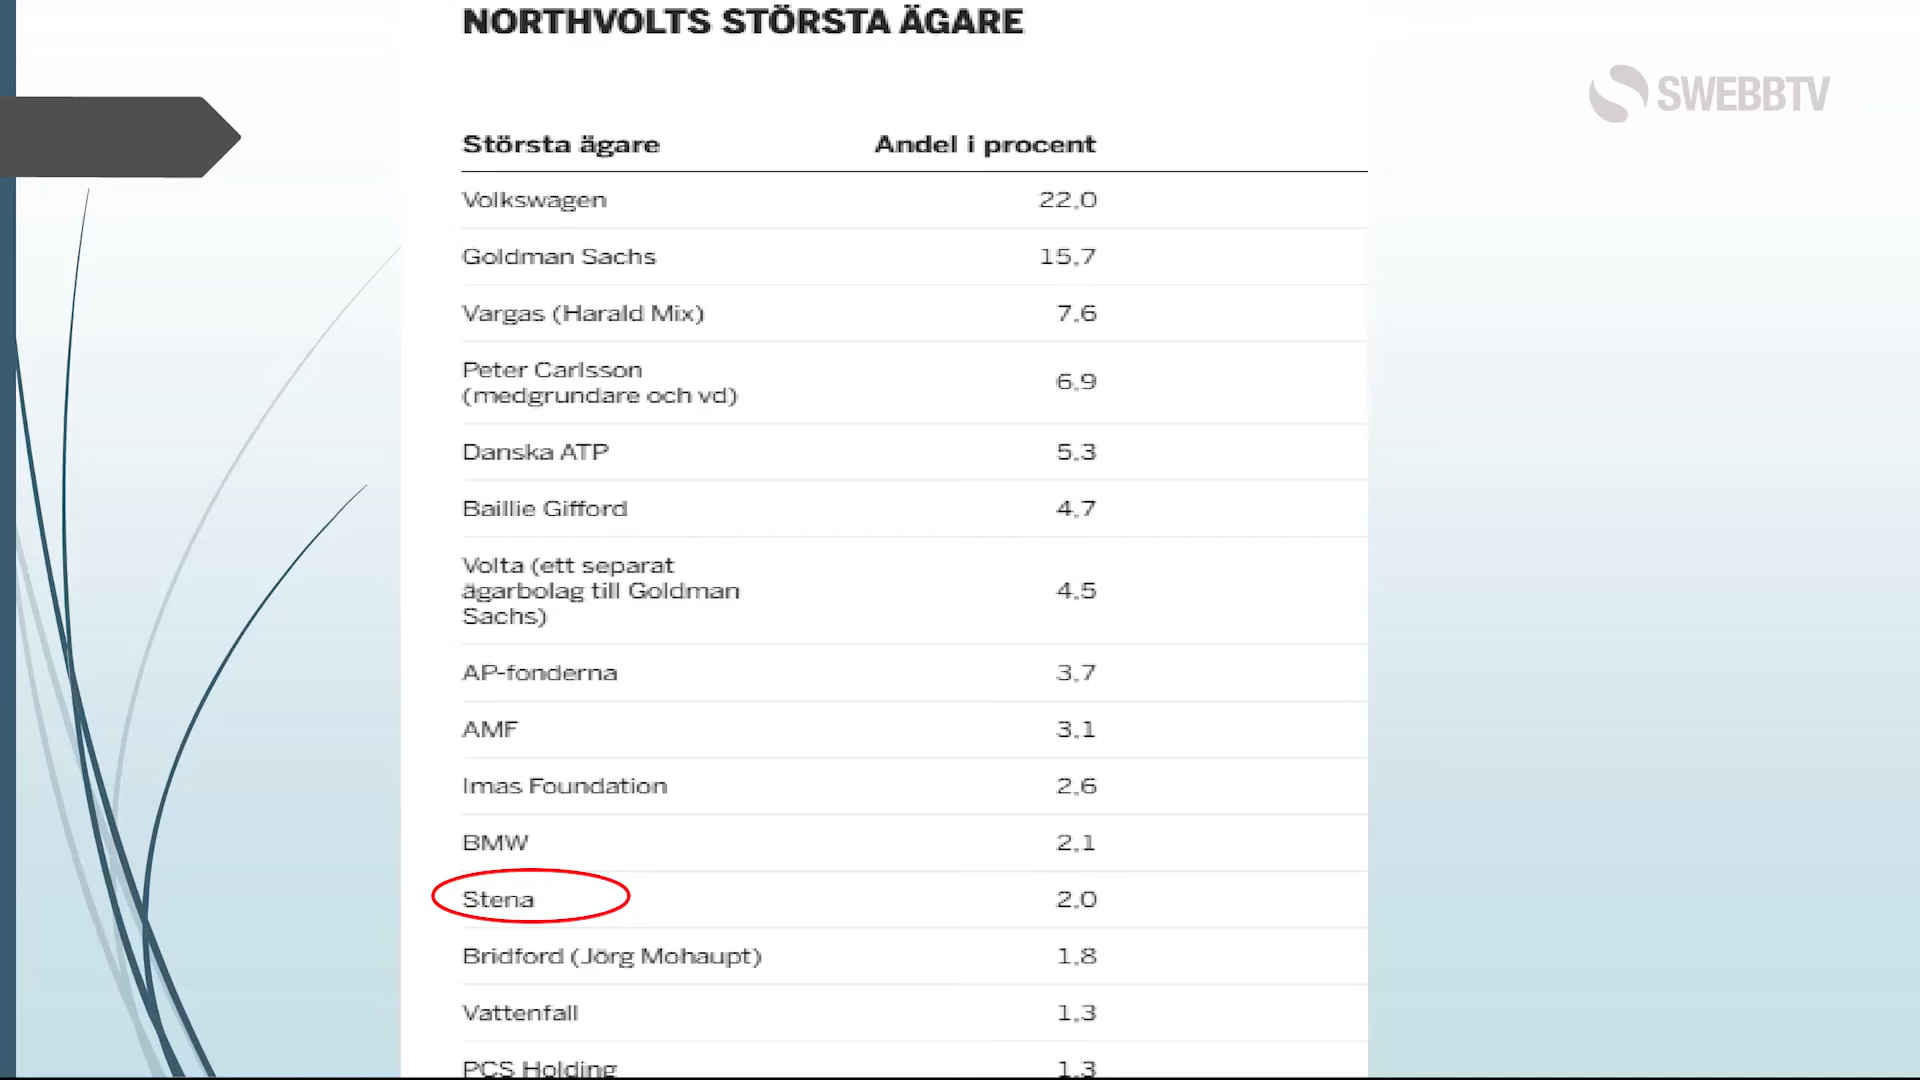 NORTHVOLTS STÖRSTA ÄGARE
SWEBBTV
Största ägare Andel i procent
Volkswagen 22,0
Goldman Sachs 15,7
Vargas (Harald Mix) 7,6
Peter Carlsson
(medgrundare och vd) 6,9
Danska ATP 5,3
Baillie Gifford 4,7
Volta (ett separat
ägarbolag till Goldman 4,5
Sachs)
AP-fonderna 3,7
AMF 3,1
Imas Foundation 2,6
BMW 2,1
Stena 2,0
Bridford (Jörg Mohaupt) 1,8
Vattenfall 1,3
PCS Holding 1,3